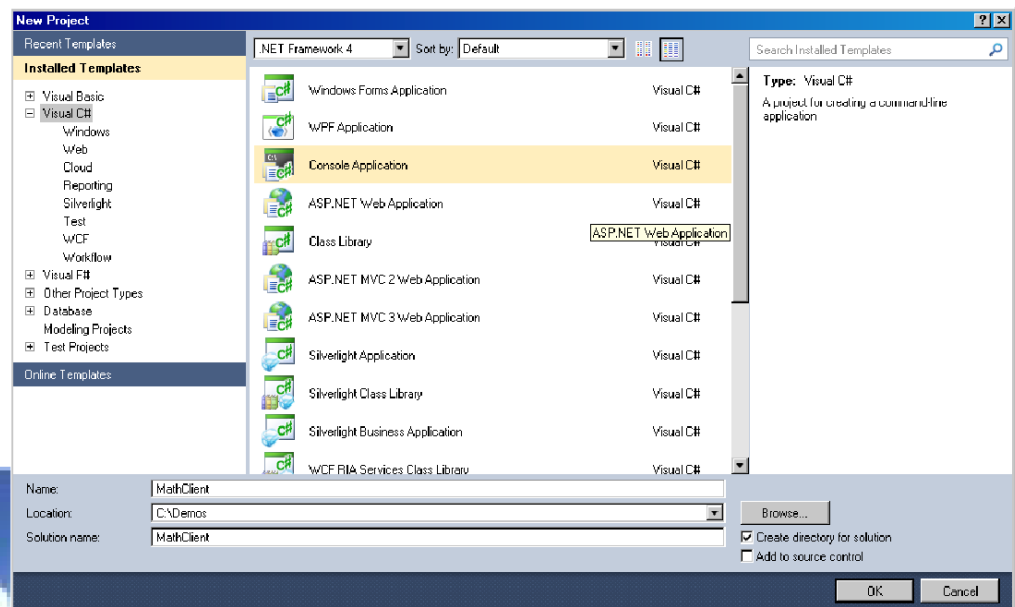 New Project
Recent Templates
Installed Templates
Visual Basic
Visual C#
Windows
Web
Cloud
Reporting
Silverlight
Test
WCF
Workflow
Visual F#
Other Project Types
Database
Modeling Projects
Test Projects
Online Templates
.NET Framework 4
Sort by: Default
Search Installed Templates
Windows Forms Application Visual C#
WPF Application Visual C#
Console Application Visual C#
ASP.NET Web Application Visual C#
ASP.NET Web Application
Class Library Visual C#
ASP.NET MVC 2 Web Application Visual C#
ASP.NET MVC 3 Web Application Visual C#
Silverlight Application Visual C#
Silverlight Class Library Visual C#
Silverlight Business Application Visual C#
WCF RIA Services Class Library Visual C#
Type: Visual C#
A project for creating a command-line
application
Name: MathClient
Location: C:\Demos
Browse...
Solution name: MathClient
Create directory for solution
Add to source control
OK Cancel